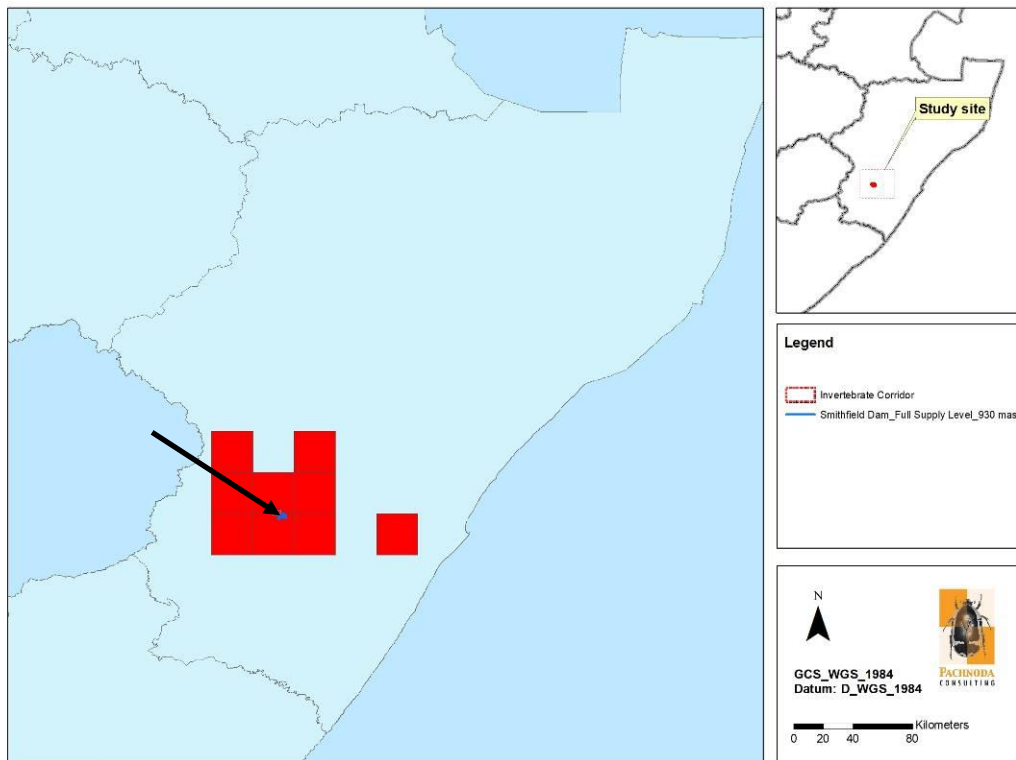 Study site
Legend
Invertebrate Corridor
Smithfield Dam_Full Supply Level_930 mas
N
GCS_WGS_1984
Datum: D_WGS_1984
PACHNODA
CONSULTING
Kilometers
0 20 40 80